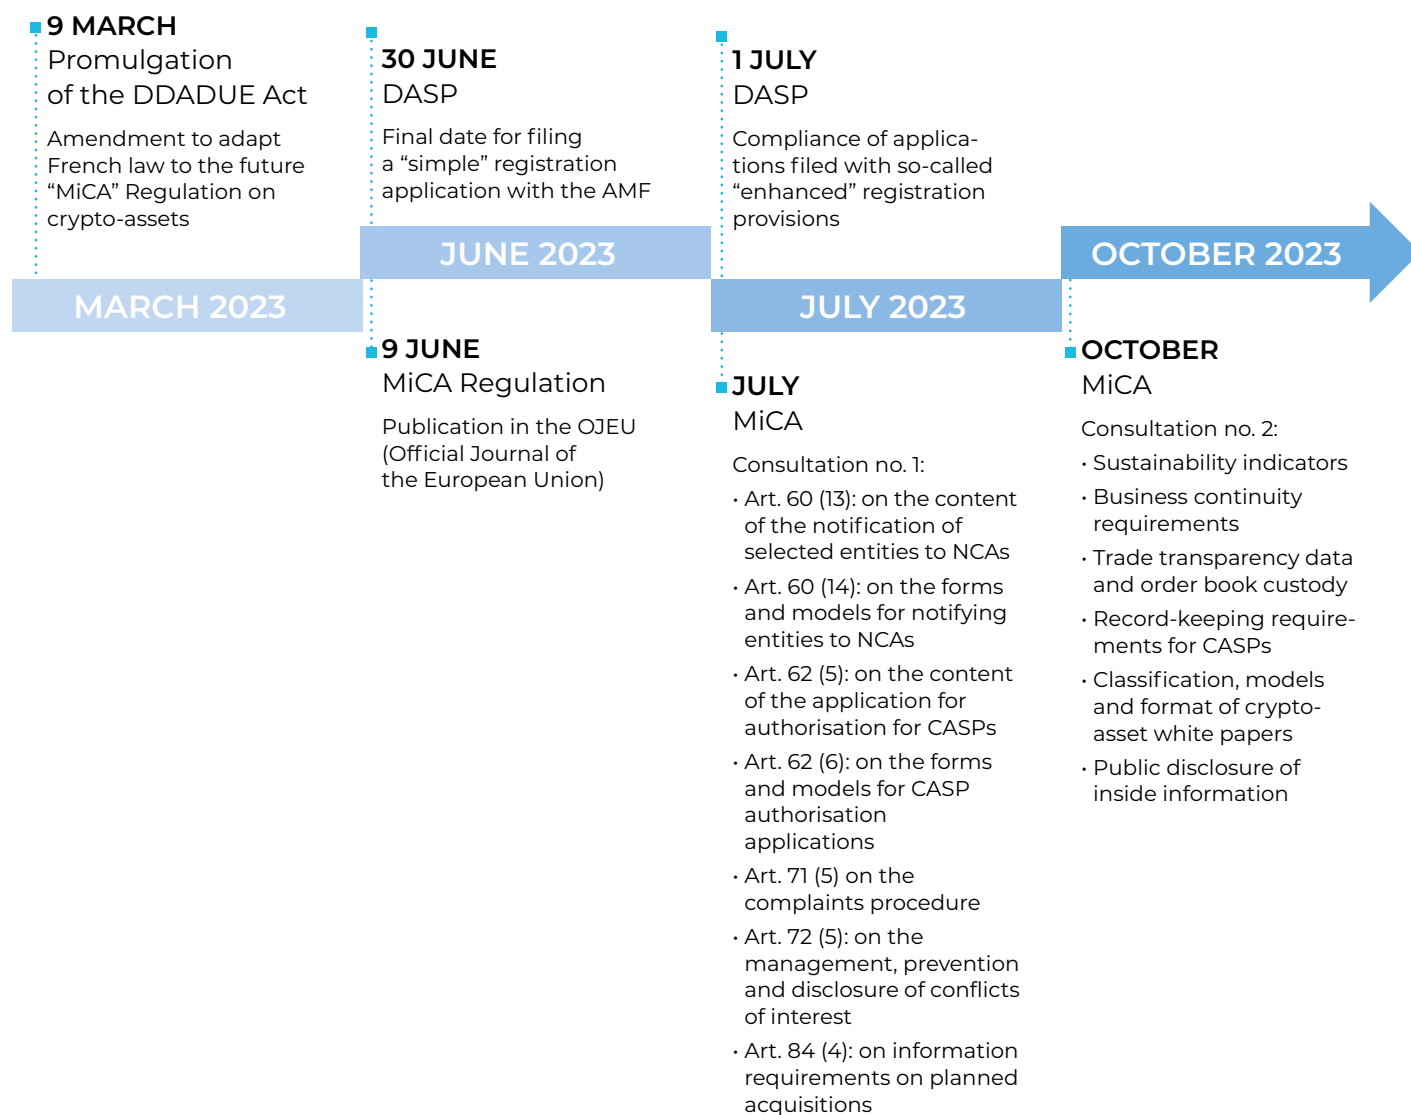 9 MARCH
Promulgation
of the DDADUE Act
Amendment to adapt
French law to the future
“MiCA” Regulation on
crypto-assets
MARCH 2023
30 JUNE
DASP
Final date for filing
a “simple” registration
application with the AMF
JUNE 2023
9 JUNE
MiCA Regulation
Publication in the OJEU
(Official Journal of
the European Union)
1 JULY
DASP
Compliance of applica-
tions filed with so-called
“enhanced” registration
provisions
JULY 2023
JULY
MiCA
Consultation no. 1:
· Art. 60 (13): on the content
of the notification of
selected entities to NCAs
· Art. 60 (14): on the forms
and models for notifying
entities to NCAs
· Art. 62 (5): on the content
of the application for
authorisation for CASPs
· Art. 62 (6): on the forms
and models for CASP
authorisation
applications
· Art. 71 (5) on the
complaints procedure
· Art. 72 (5): on the
management, prevention
and disclosure of conflicts
of interest
· Art. 84 (4): on information
requirements on planned
acquisitions
OCTOBER 2023
OCTOBER
MiCA
Consultation no. 2:
· Sustainability indicators
· Business continuity
requirements
· Trade transparency data
and order book custody
· Record-keeping require-
ments for CASPs
· Classification, models
and format of crypto-
asset white papers
· Public disclosure of
inside information